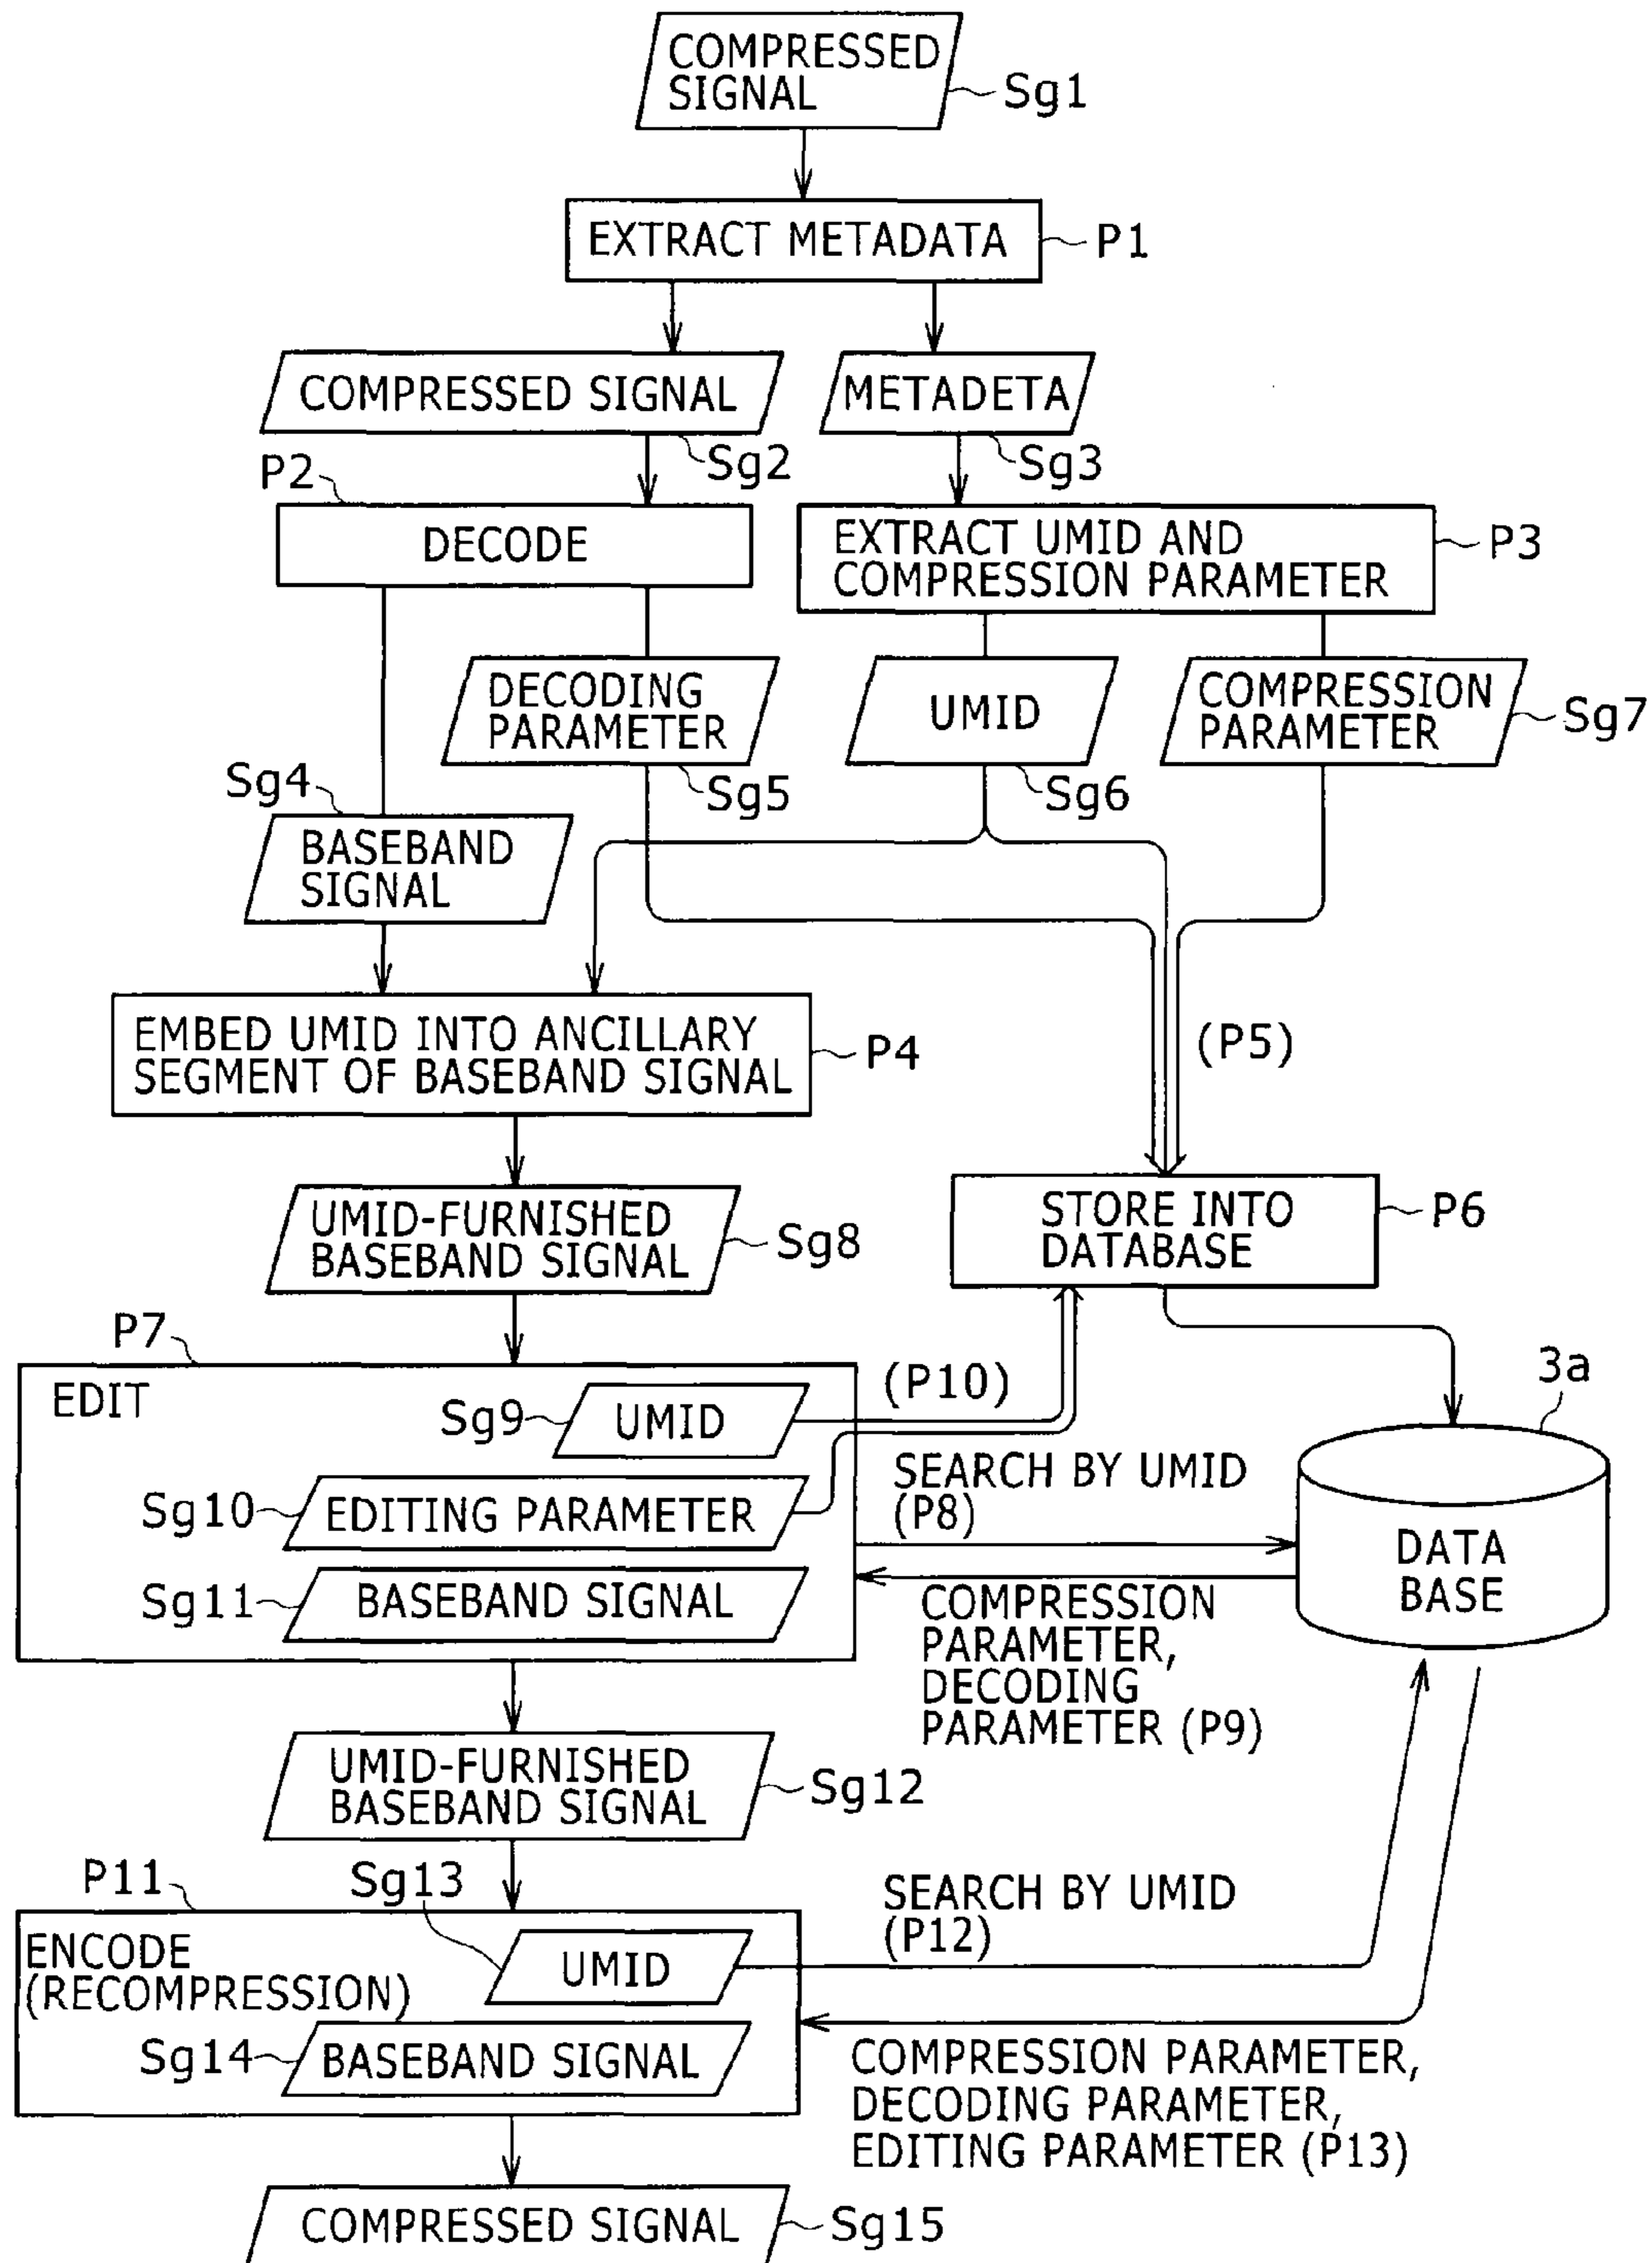 COMPRESSED
SIGNAL
Sg1
EXTRACT METADATA
P1
COMPRESSED SIGNAL
METADETA
Sg2
Sg3
P2
DECODE
EXTRACT UMID AND
COMPRESSION PARAMETER
P3
DECODING
PARAMETER
UMID
COMPRESSION
PARAMETER
Sg7
Sg4
Sg5
Sg6
BASEBAND
SIGNAL
EMBED UMID INTO ANCILLARY
SEGMENT OF BASEBAND SIGNAL
P4
(P5)
UMID-FURNISHED
BASEBAND SIGNAL
Sg8
STORE INTO
DATABASE
P6
P7
EDIT
Sg9
UMID
(P10)
3a
Sg10
EDITING PARAMETER
SEARCH BY UMID
(P8)
Sg11
BASEBAND SIGNAL
DATA
BASE
COMPRESSION
PARAMETER,
DECODING
PARAMETER (P9)
UMID-FURNISHED
BASEBAND SIGNAL
Sg12
P11
Sg13
ENCODE
(RECOMPRESSION)
UMID
SEARCH BY UMID
(P12)
Sg14
BASEBAND SIGNAL
COMPRESSION PARAMETER,
DECODING PARAMETER,
EDITING PARAMETER (P13)
COMPRESSED SIGNAL
Sg15